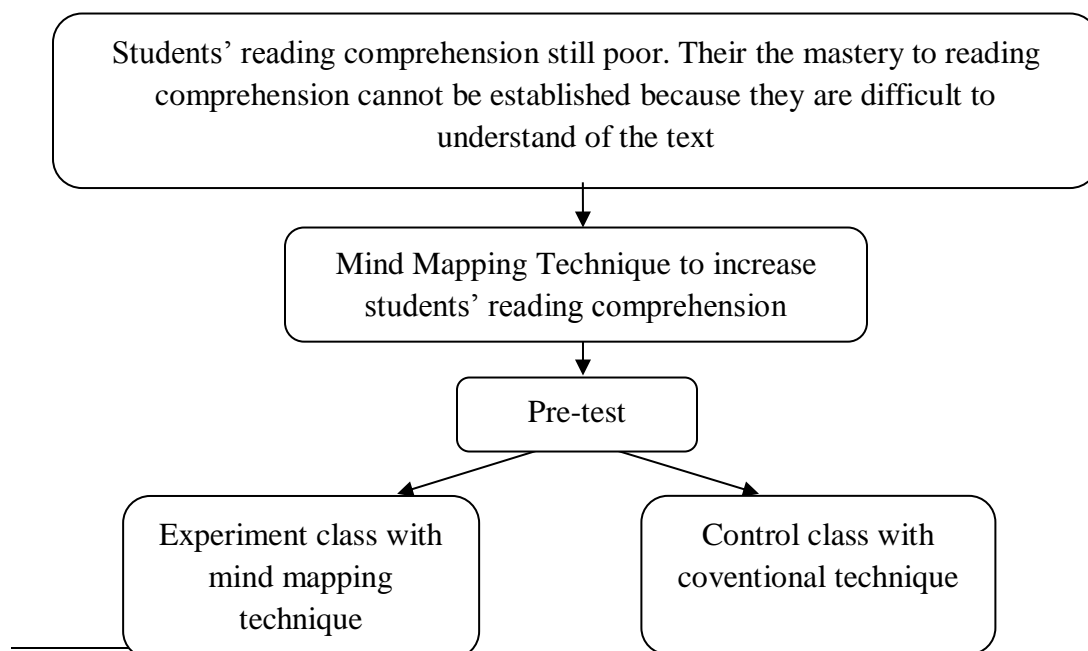 Students’ reading comprehension still poor. Their the mastery to reading
comprehension cannot be established because they are difficult to
understand of the text
Mind Mapping Technique to increase
students’ reading comprehension
Pre-test
Experiment class with
mind mapping
technique
Control class with
coventional technique